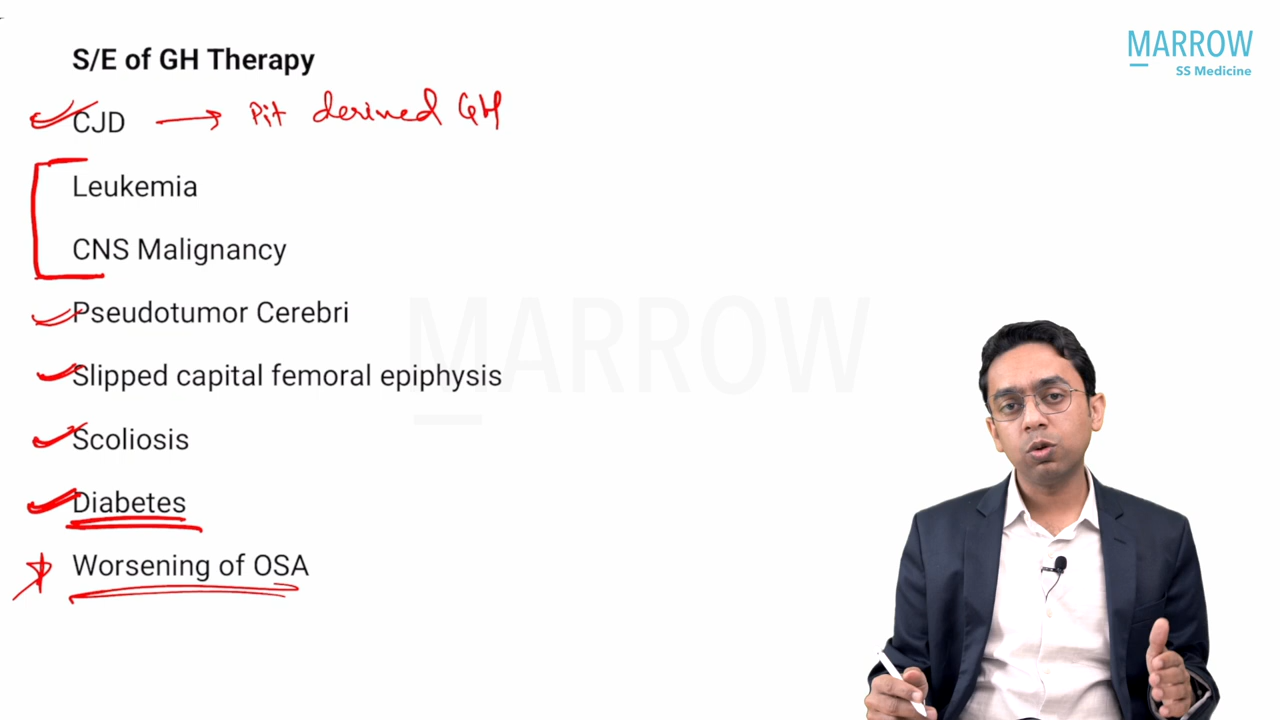 MARROW
SS Medicine
S/E of GH Therapy
CJD → Pit derived GH
Leukemia
CNS Malignancy
Pseudotumor Cerebri
Slipped capital femoral epiphysis
Scoliosis
Diabetes
Worsening of OSA
MARROW